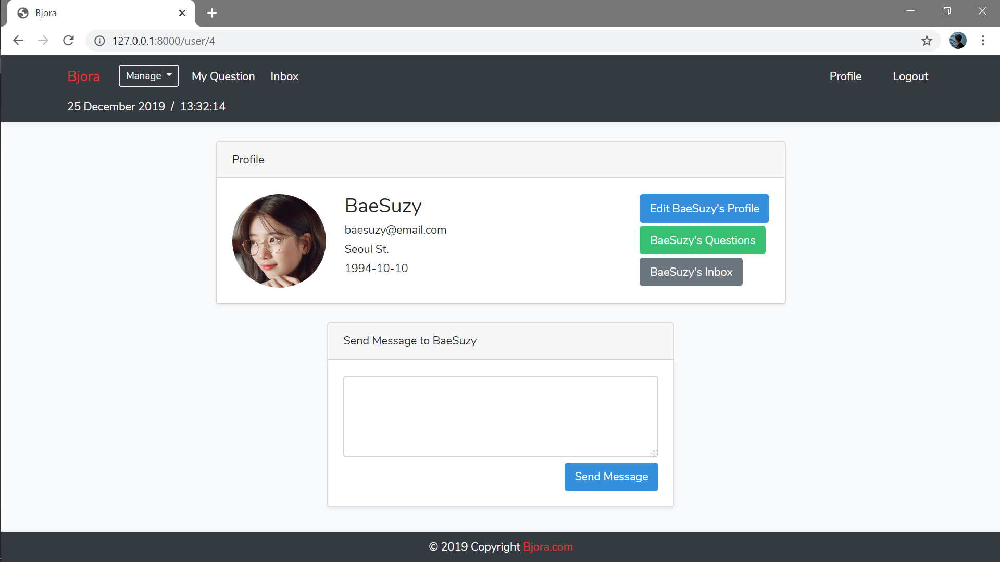 Bjora
127.0.0.1:8000/user/4
Bjora Manage My Question Inbox Profile Logout
25 December 2019 / 13:32:14
Profile
BaeSuzy
baesuzy@email.com
Seoul St.
1994-10-10
Edit BaeSuzy's Profile
BaeSuzy's Questions
BaeSuzy's Inbox
Send Message to BaeSuzy
Send Message
© 2019 Copyright Bjora.com